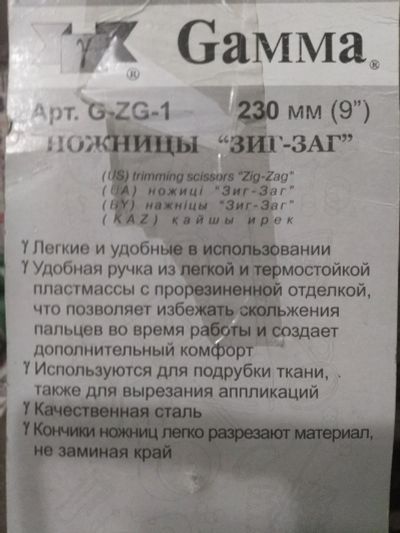 γ
®
Gamma®
Арт. G-ZG-1 230 мм (9”)
НОЖНИЦЫ “ЗИГ-ЗАГ”
(US) trimming scissors "Zig-Zag"
(UA) ножиці "Зиг-Заг"
(BY) нажніцы "Зиг-Заг"
(KAZ) қайшы ирек
γ Легкие и удобные в использовании
γ Удобная ручка из легкой и термостойкой
пластмассы с прорезиненной отделкой,
что позволяет избежать скольжения
пальцев во время работы и создает
дополнительный комфорт
γ Используются для подрубки ткани,
также для вырезания аппликаций
γ Качественная сталь
γ Кончики ножниц легко разрезают материал,
не заминая край